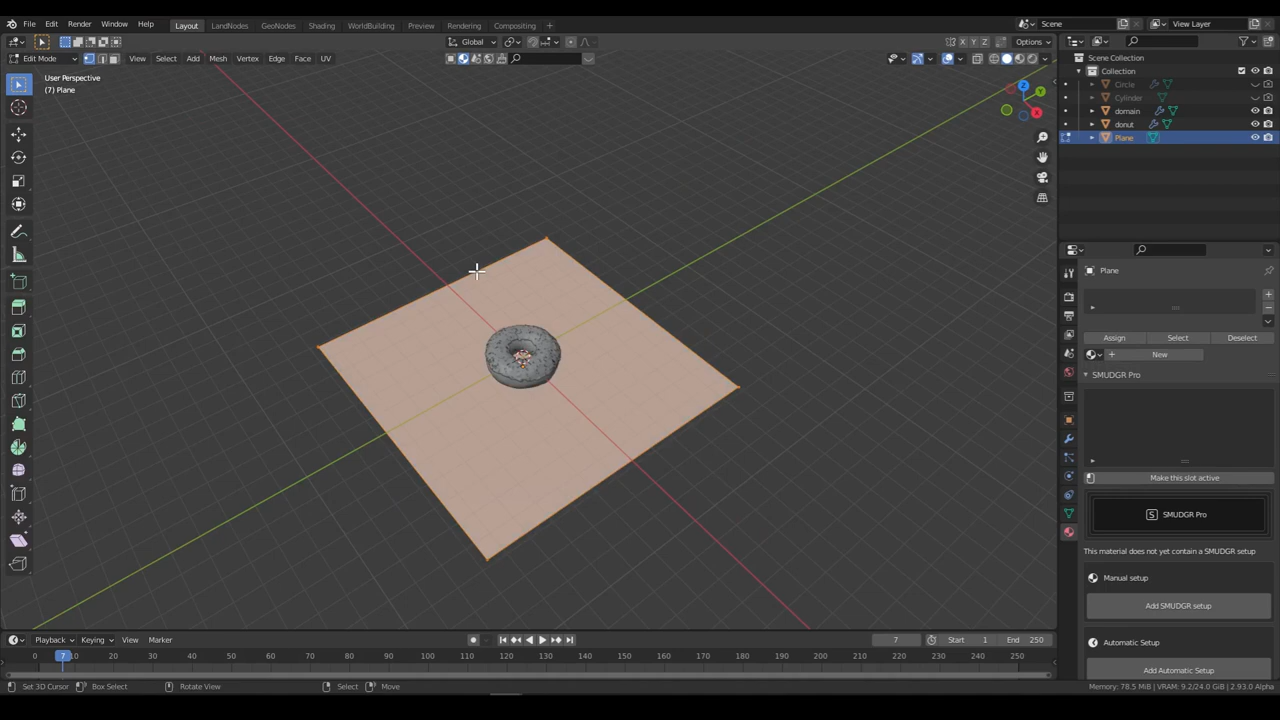 File Edit Render Window Help Layout LandNodes GeoNodes Shading WorldBuilding Playground Rendering Compositing + Scene View Layer
Global X Y Z Options
Edit Mode View Select Add Mesh Vertex Edge Face UV
User Perspective
(7) Plane
Z
Y
X
Scene Collection
Collection
Circle
Cylinder
domain
donut
Plane
Plane
Assign Select Deselect
New
SMUDGR Pro
Make this slot active
S SMUDGR Pro
This material does not yet contain a SMUDGR setup
Manual setup
Add SMUDGR setup
Automatic Setup
Add Automatic Setup
Playback Keying View Marker 7 Start 1 End 250
0 7 10 20 30 40 50 60 70 80 90 100 110 120 130 140 150 160 170 180 190 200 210 220 230 240 250
Set 3D Cursor Box Select Rotate View Select Move Memory: 78.5 MiB | VRAM: 9.2/24.0 GiB | 2.93.0 Alpha